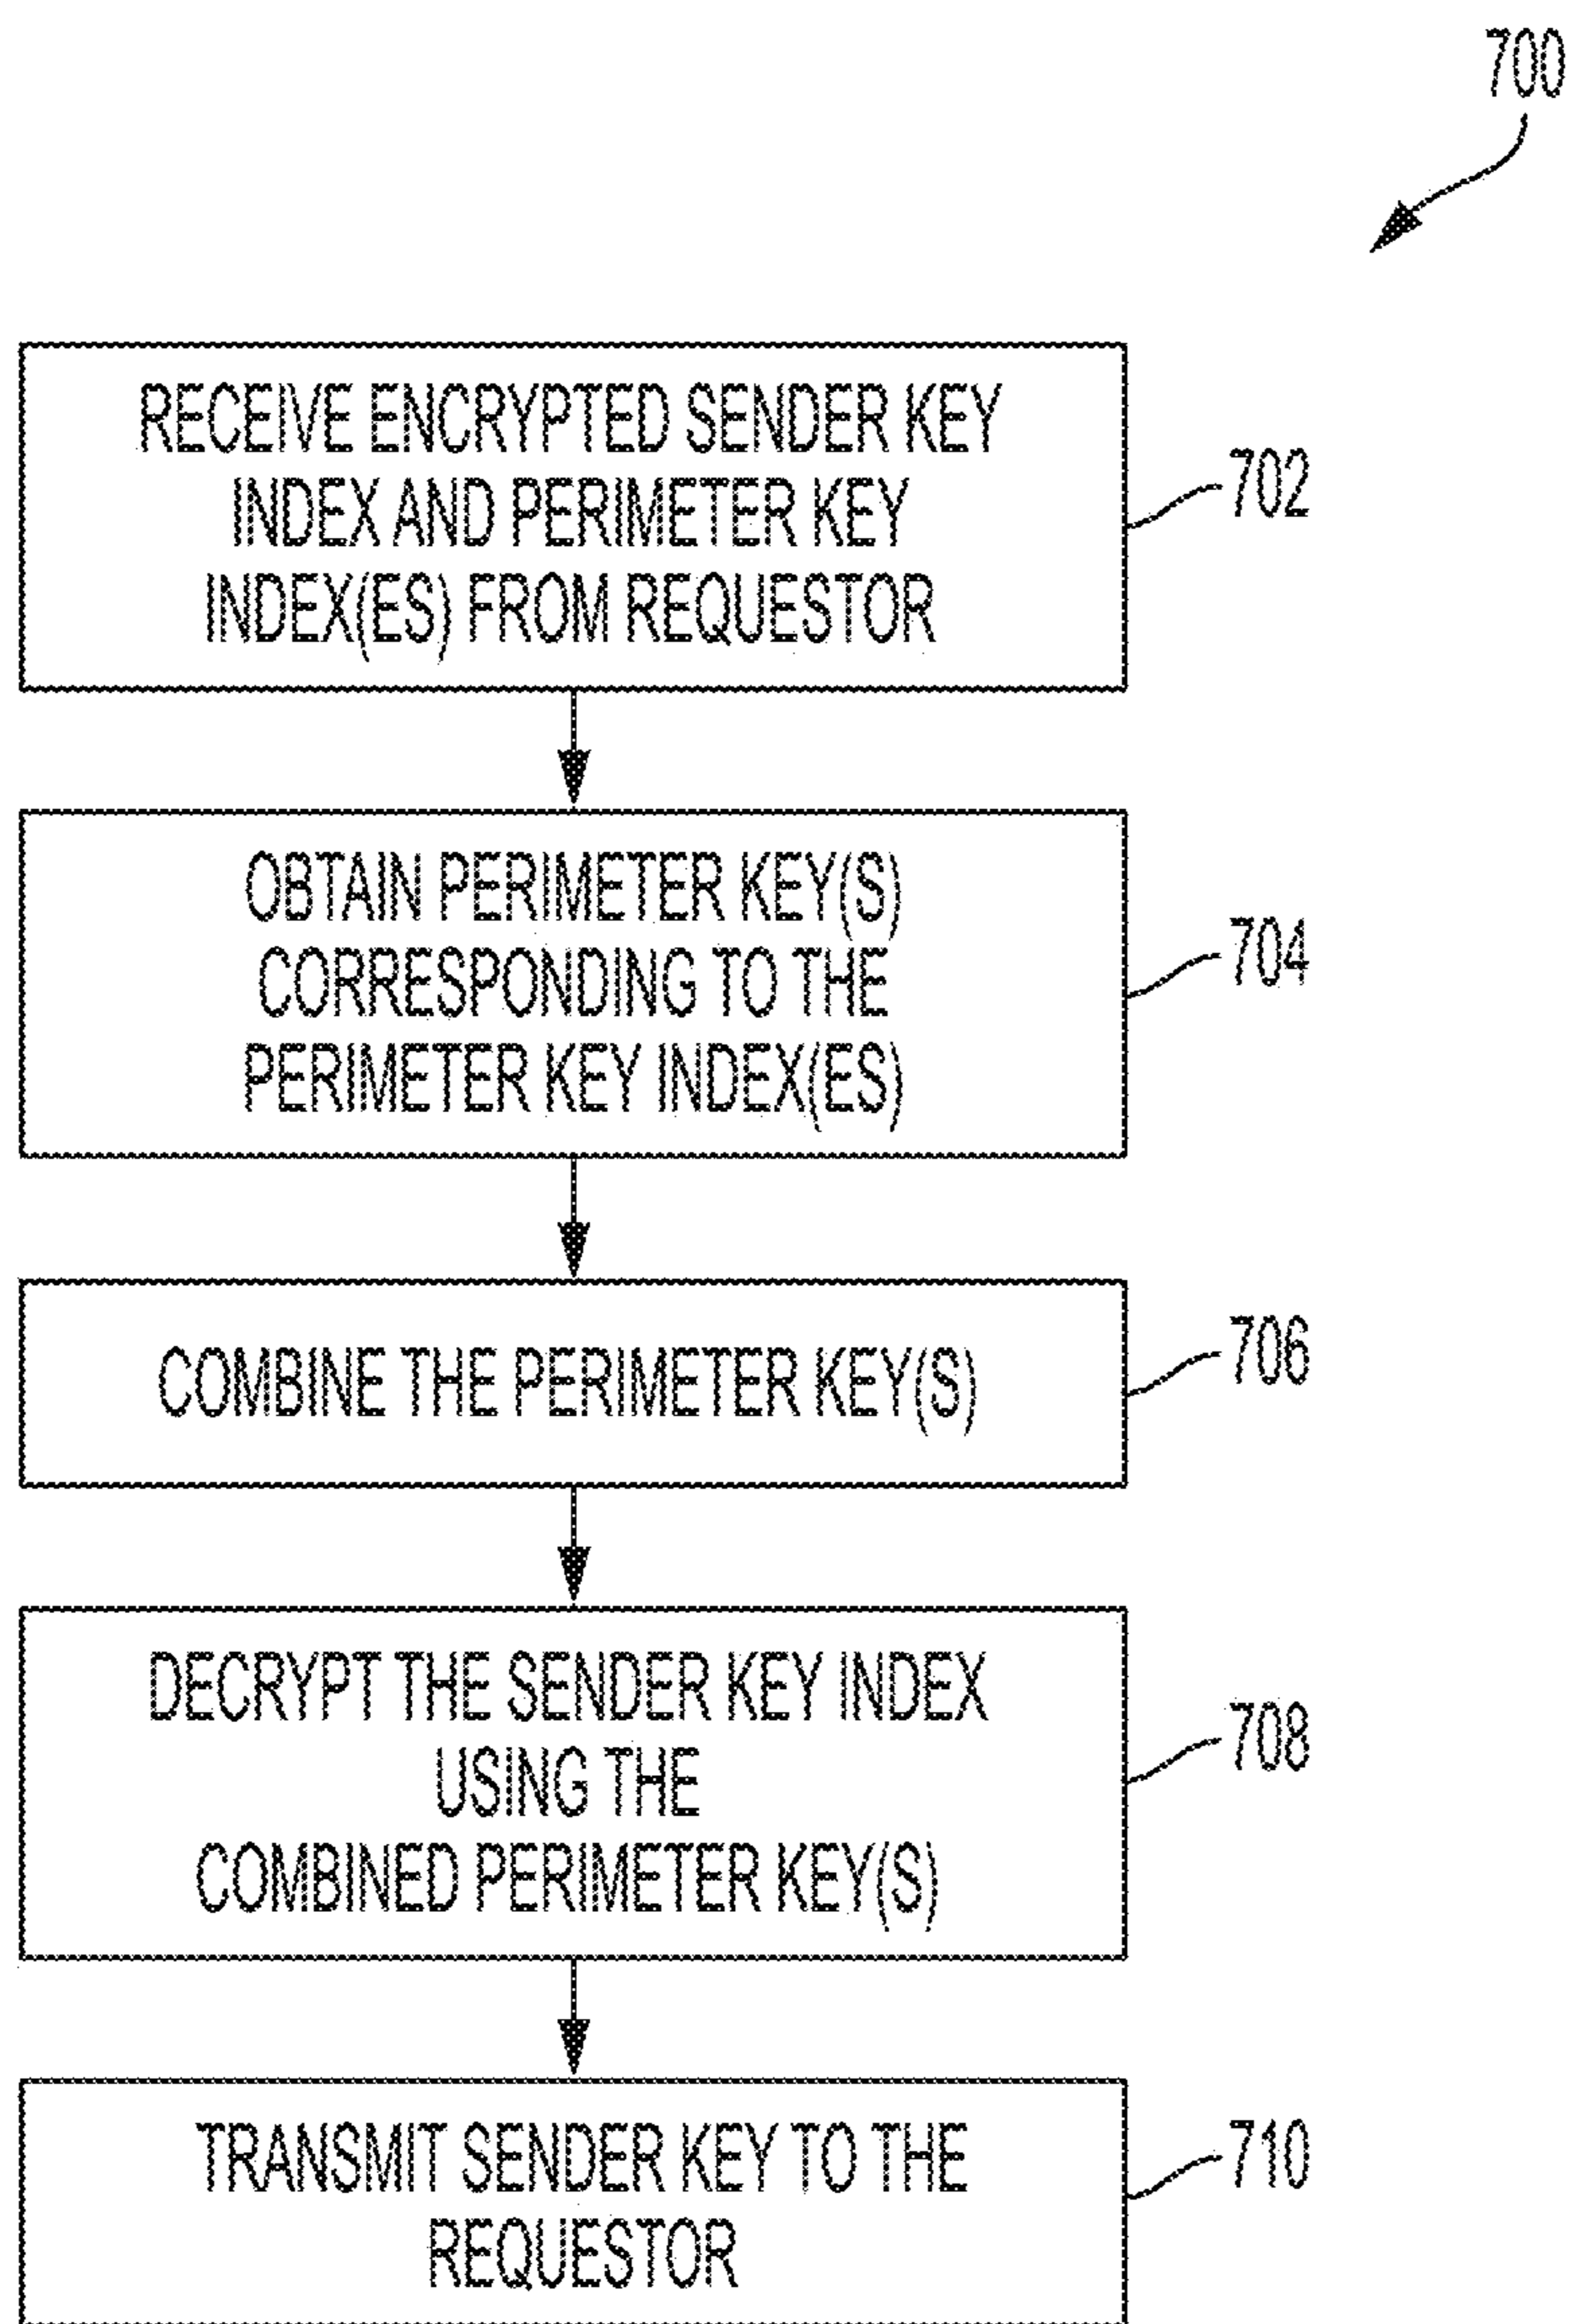 700
RECEIVE ENCRYPTED SENDER KEY
INDEX AND PERIMETER KEY
INDEX(ES) FROM REQUESTOR
702
OBTAIN PERIMETER KEY(S)
CORRESPONDING TO THE
PERIMETER KEY INDEX(ES)
704
COMBINE THE PERIMETER KEY(S)
706
DECRYPT THE SENDER KEY INDEX
USING THE
COMBINED PERIMETER KEY(S)
708
TRANSMIT SENDER KEY TO THE
REQUESTOR
710